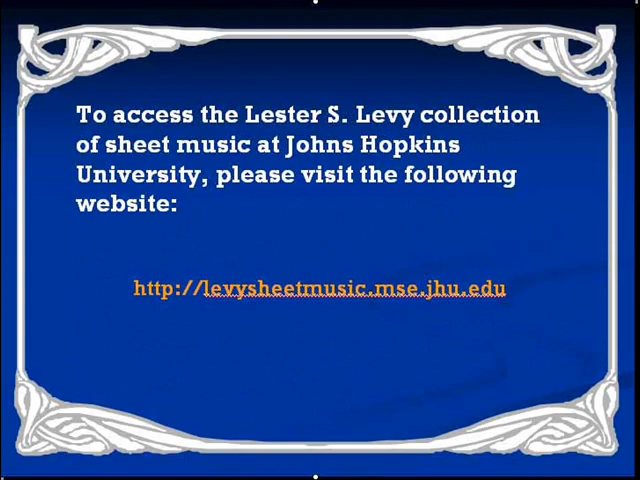 To access the Lester S. Levy collection
of sheet music at Johns Hopkins
University, please visit the following
website:
http://levysheetmusic.mse.jhu.edu